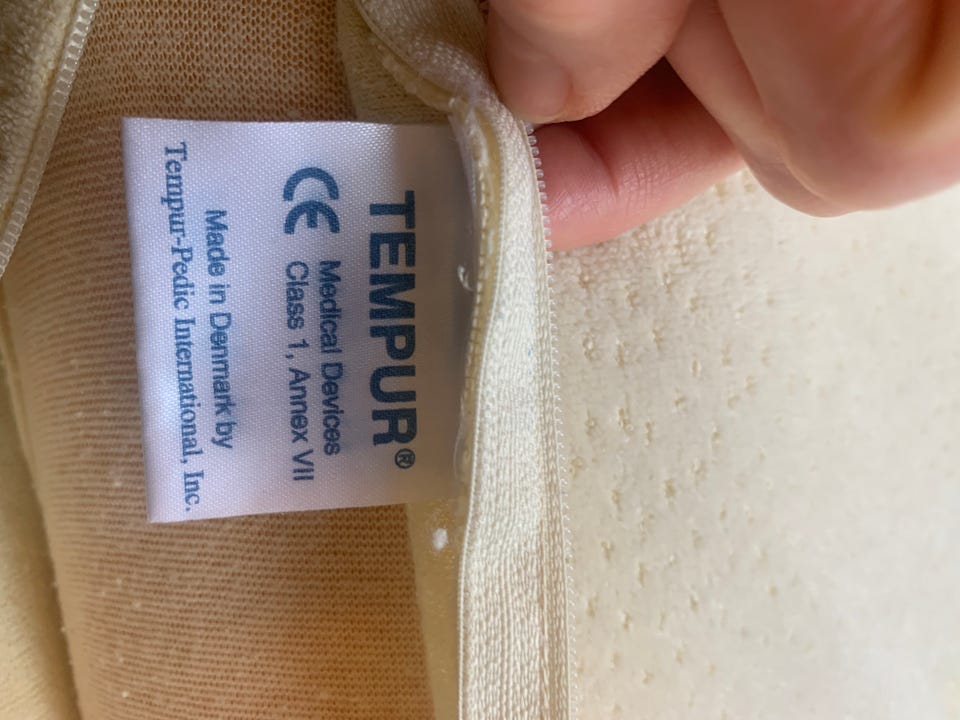 TEMPUR®
CE Medical Devices
Class 1, Annex VII
Made in Denmark by
Tempur-Pedic International, Inc.